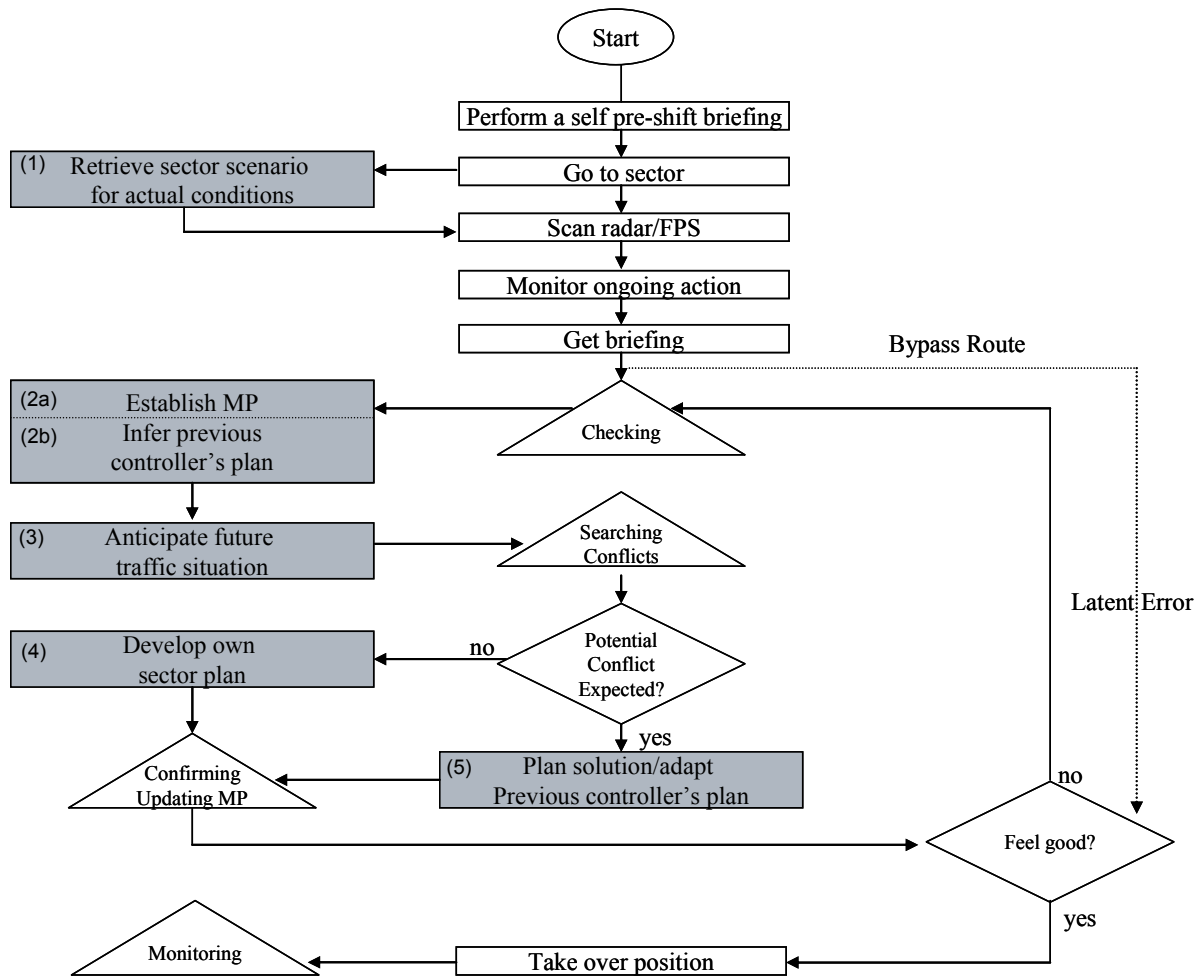 Start
Perform a self pre-shift briefing
(1) Retrieve sector scenario
for actual conditions
Go to sector
Scan radar/FPS
Monitor ongoing action
Get briefing
Bypass Route
(2a) Establish MP
(2b) Infer previous
controller's plan
Checking
(3) Anticipate future
traffic situation
Searching
Conflicts
Latent Error
(4) Develop own
sector plan
no
Potential
Conflict
Expected?
yes
Confirming
Updating MP
(5) Plan solution/adapt
Previous controller's plan
no
Feel good?
yes
Monitoring
Take over position